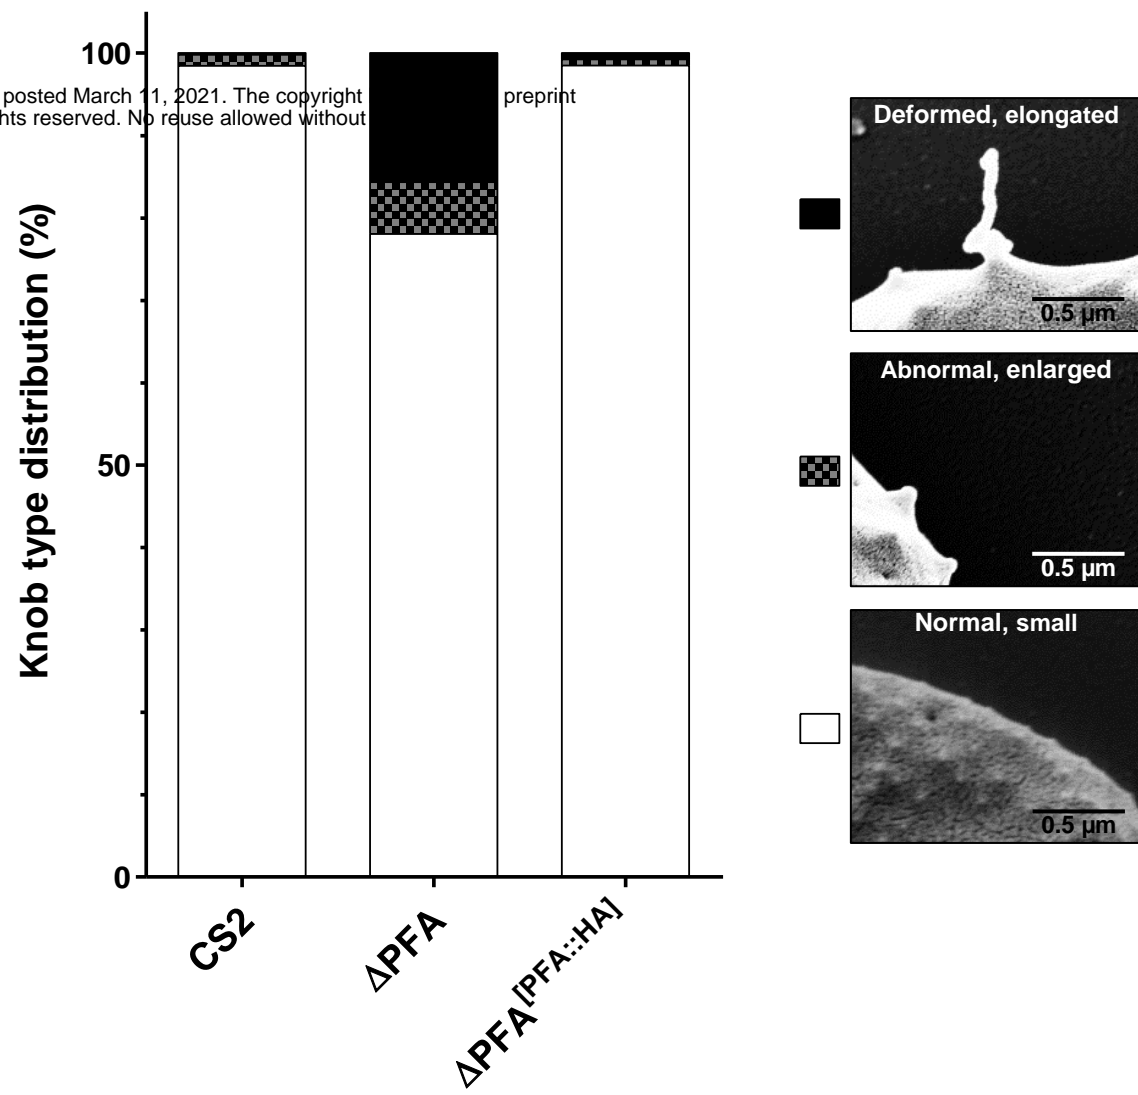 100
posted March 11, 2021. The copyright preprint
hts reserved. No reuse allowed without
50
0
Knob type distribution (%)
CS2
ΔPFA
ΔPFA[PFA::HA]
Deformed, elongated
0.5 µm
Abnormal, enlarged
0.5 µm
Normal, small
0.5 µm